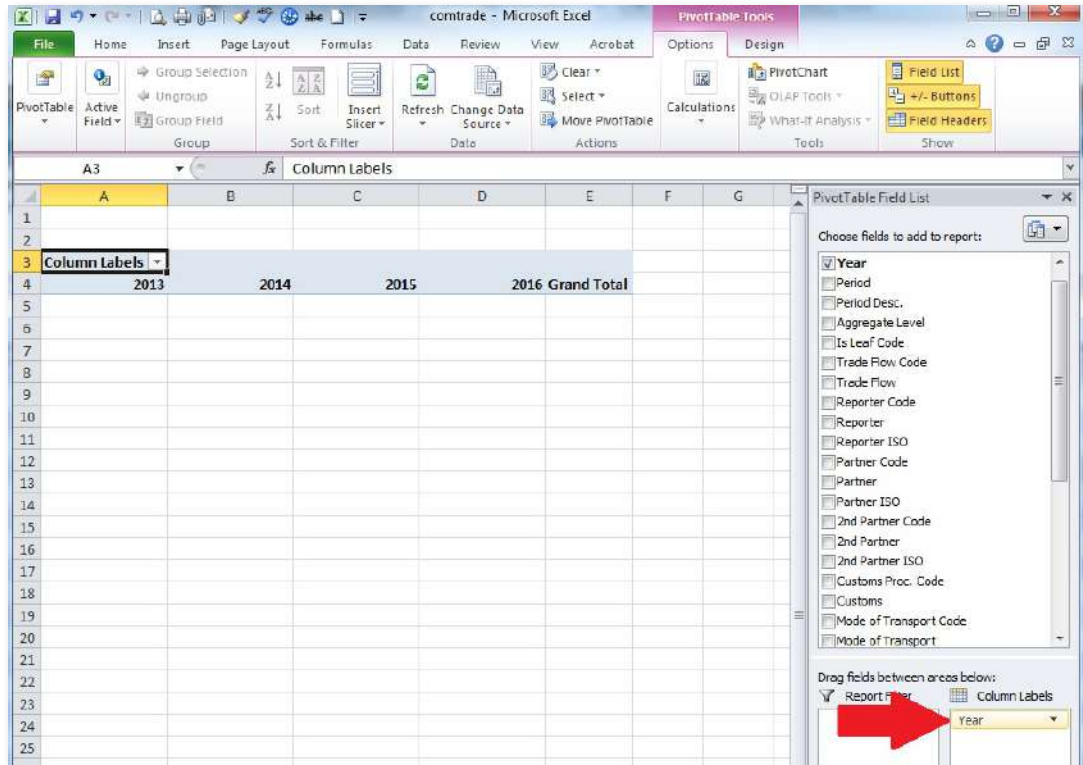 comtrade - Microsoft Excel PivotTable Tools
File Home Insert Page Layout Formulas Data Review View Acrobat Options Design
PivotTable
Active Field
Group Selection
Ungroup
Group Field
Group
Sort
Insert Slicer
Sort & Filter
Refresh
Change Data Source
Data
Clear
Select
Move PivotTable
Actions
Calculations
PivotChart
OLAP Tools
What-If Analysis
Tools
Field List
+/- Buttons
Field Headers
Show
A3 fx Column Labels
A B C D E F G
1
2
3 Column Labels
4 2013 2014 2015 2016 Grand Total
5
6
7
8
9
10
11
12
13
14
15
16
17
18
19
20
21
22
23
24
25
PivotTable Field List
Choose fields to add to report:
Year
Period
Period Desc.
Aggregate Level
Is Leaf Code
Trade Flow Code
Trade Flow
Reporter Code
Reporter
Reporter ISO
Partner Code
Partner
Partner ISO
2nd Partner Code
2nd Partner
2nd Partner ISO
Customs Proc. Code
Customs
Mode of Transport Code
Mode of Transport
Drag fields between areas below:
Report Filter Column Labels
Year